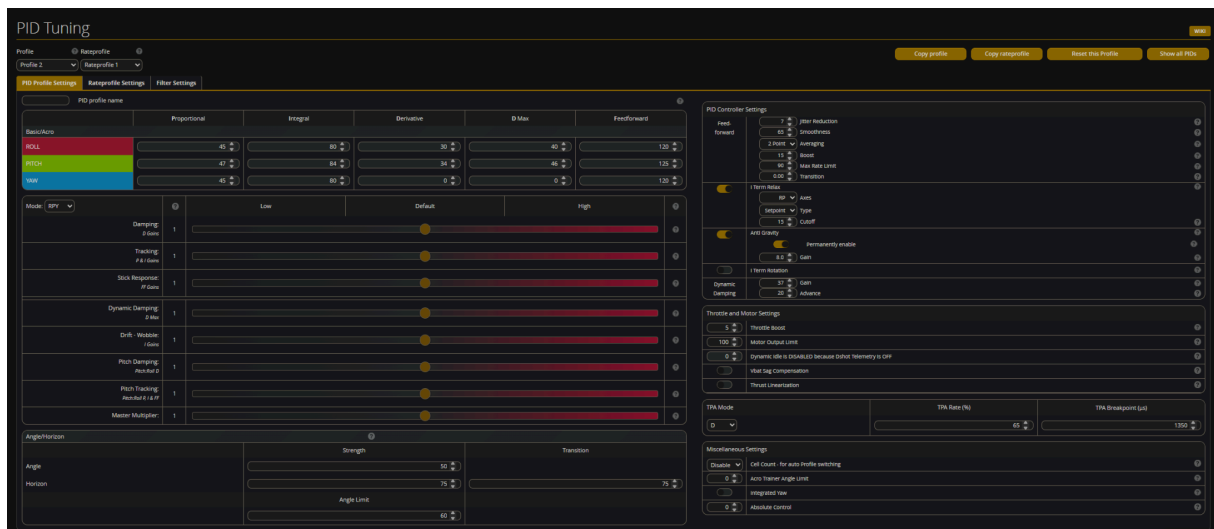 PID Tuning
WIKI
Profile Rateprofile
Profile 2 Rateprofile 1
Copy profile Copy rateprofile Reset this Profile Show all PIDs
PID Profile Settings Rateprofile Settings Filter Settings
PID profile name
Proportional Integral Derivative D Max Feedforward
Basic/Acro
ROLL 45 80 30 40 120
PITCH 47 84 34 46 125
YAW 45 80 0 0 120
Mode: RPY Low Default High
Damping: 1
D Gains
Tracking: 1
P & I Gains
Stick Response: 1
FF Gains
Dynamic Damping: 1
D Max
Drift - Wobble: 1
I Gains
Pitch Damping: 1
Pitch:Roll D
Pitch Tracking: 1
Pitch:Roll P, I & FF
Master Multiplier: 1
Angle/Horizon
Strength Transition
Angle 50
Horizon 75 75
Angle Limit
60
PID Controller Settings
Feed-forward
7 Jitter Reduction
65 Smoothness
2 Point Averaging
15 Boost
90 Max Rate Limit
0.00 Transition
I Term Relax
RP Axes
Setpoint Type
15 Cutoff
Anti Gravity
Permanently enable
8.0 Gain
I Term Rotation
Dynamic Damping
37 Gain
20 Advance
Throttle and Motor Settings
5 Throttle Boost
100 Motor Output Limit
0 Dynamic Idle is DISABLED because Dshot Telemetry is OFF
Vbat Sag Compensation
Thrust Linearization
TPA Mode TPA Rate (%) TPA Breakpoint (µs)
D 65 1350
Miscellaneous Settings
Disable Cell Count - for auto Profile switching
0 Acro Trainer Angle Limit
Integrated Yaw
0 Absolute Control